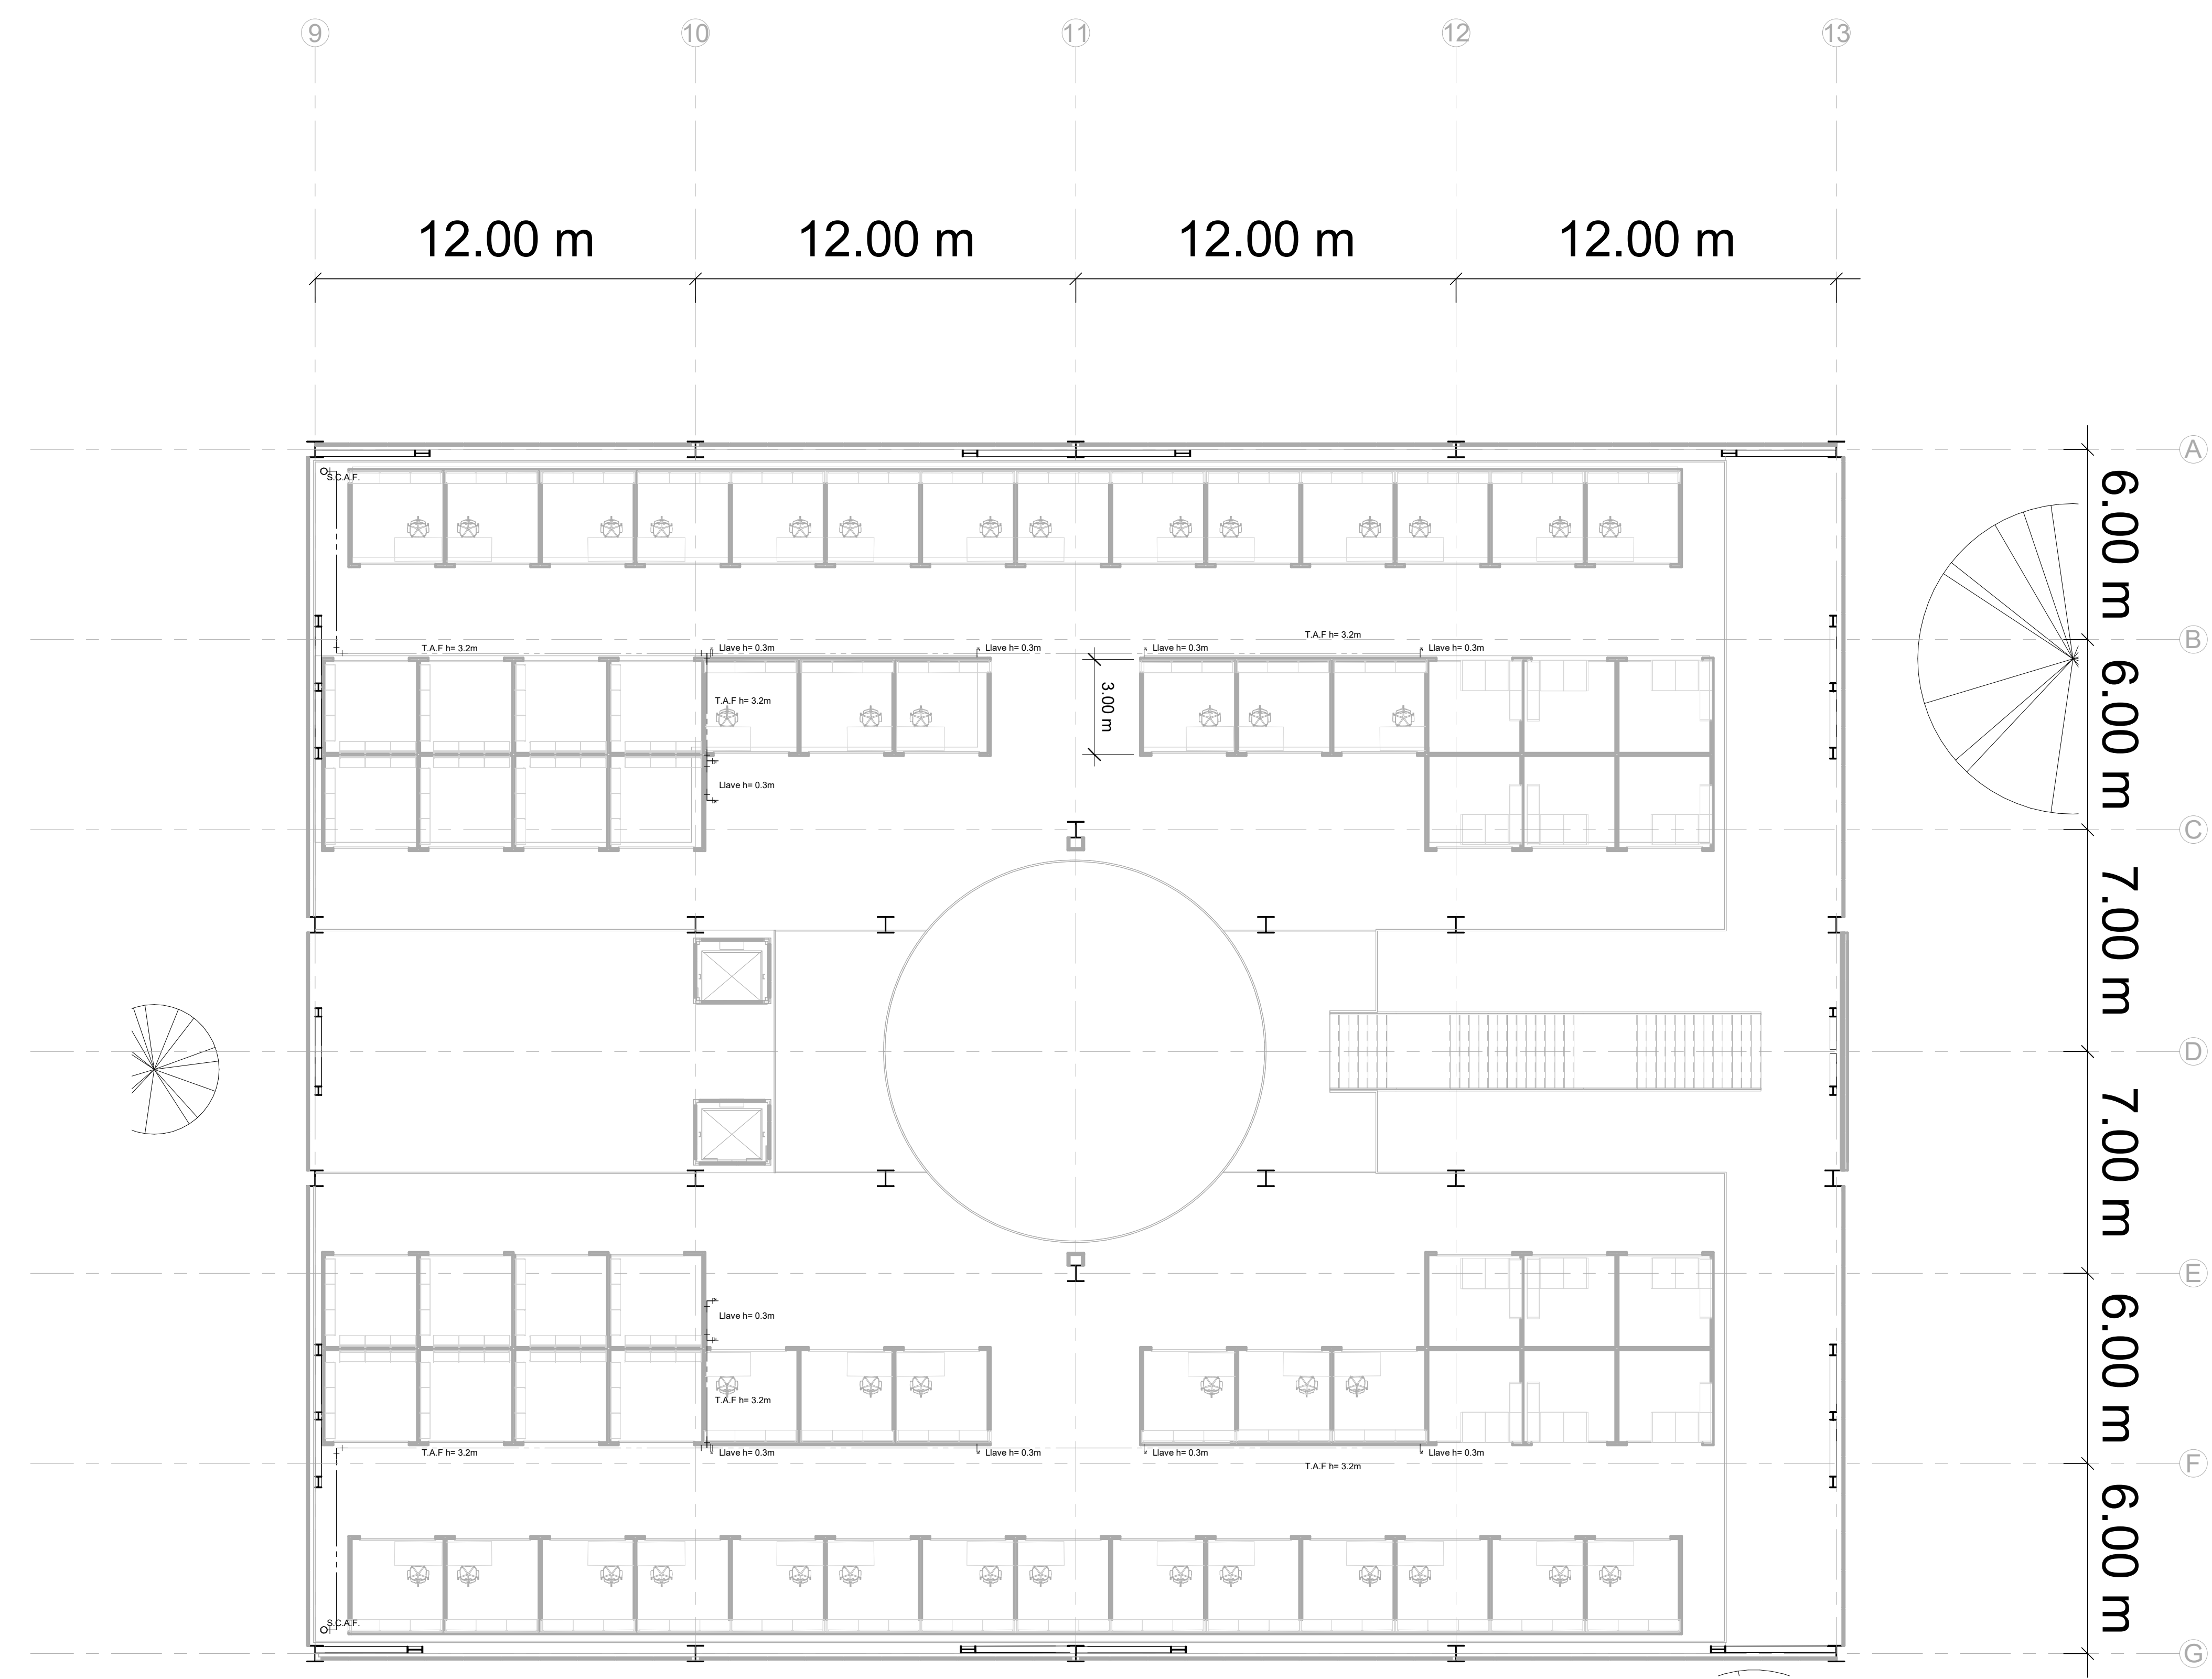 9 10 11 12 13
12.00 m 12.00 m 12.00 m 12.00 m
A
6.00 m
S.C.A.F.
B
T.A.F h= 3.2m
T.A.F h= 3.2m Llave h= 0.3m Llave h= 0.3m Llave h= 0.3m Llave h= 0.3m
6.00 m
T.A.F h= 3.2m
3.00 m
Llave h= 0.3m
C
7.00 m
D
7.00 m
E
Llave h= 0.3m
6.00 m
T.A.F h= 3.2m
T.A.F h= 3.2m Llave h= 0.3m Llave h= 0.3m Llave h= 0.3m Llave h= 0.3m
F
T.A.F h= 3.2m
6.00 m
S.C.A.F.
G